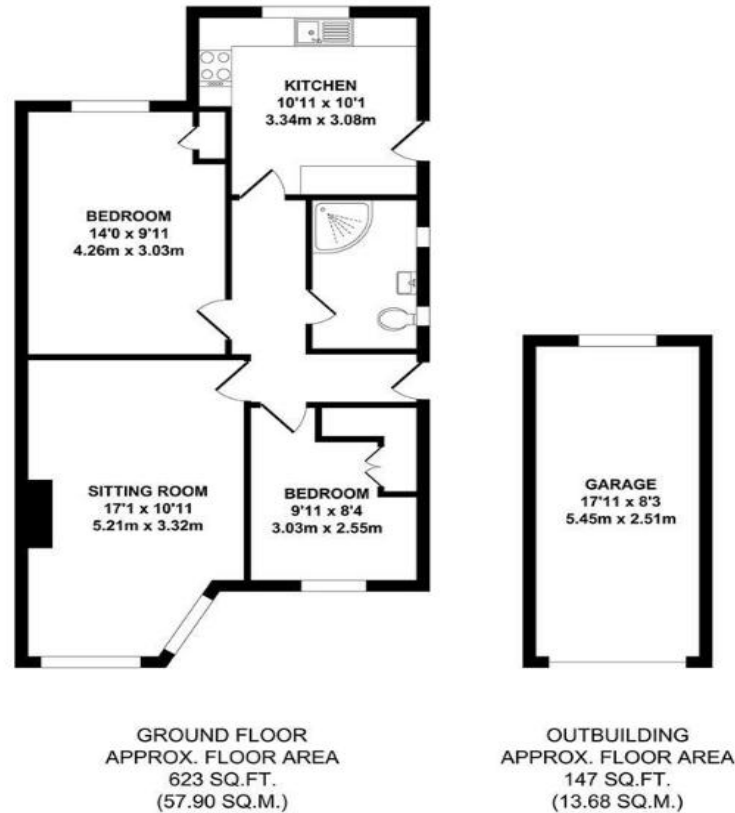 KITCHEN
10'11 x 10'1
3.34m x 3.08m
BEDROOM
14'0 x 9'11
4.26m x 3.03m
SITTING ROOM
17'1 x 10'11
5.21m x 3.32m
BEDROOM
9'11 x 8'4
3.03m x 2.55m
GARAGE
17'11 x 8'3
5.45m x 2.51m
GROUND FLOOR
APPROX. FLOOR AREA
623 SQ.FT.
(57.90 SQ.M.)
OUTBUILDING
APPROX. FLOOR AREA
147 SQ.FT.
(13.68 SQ.M.)